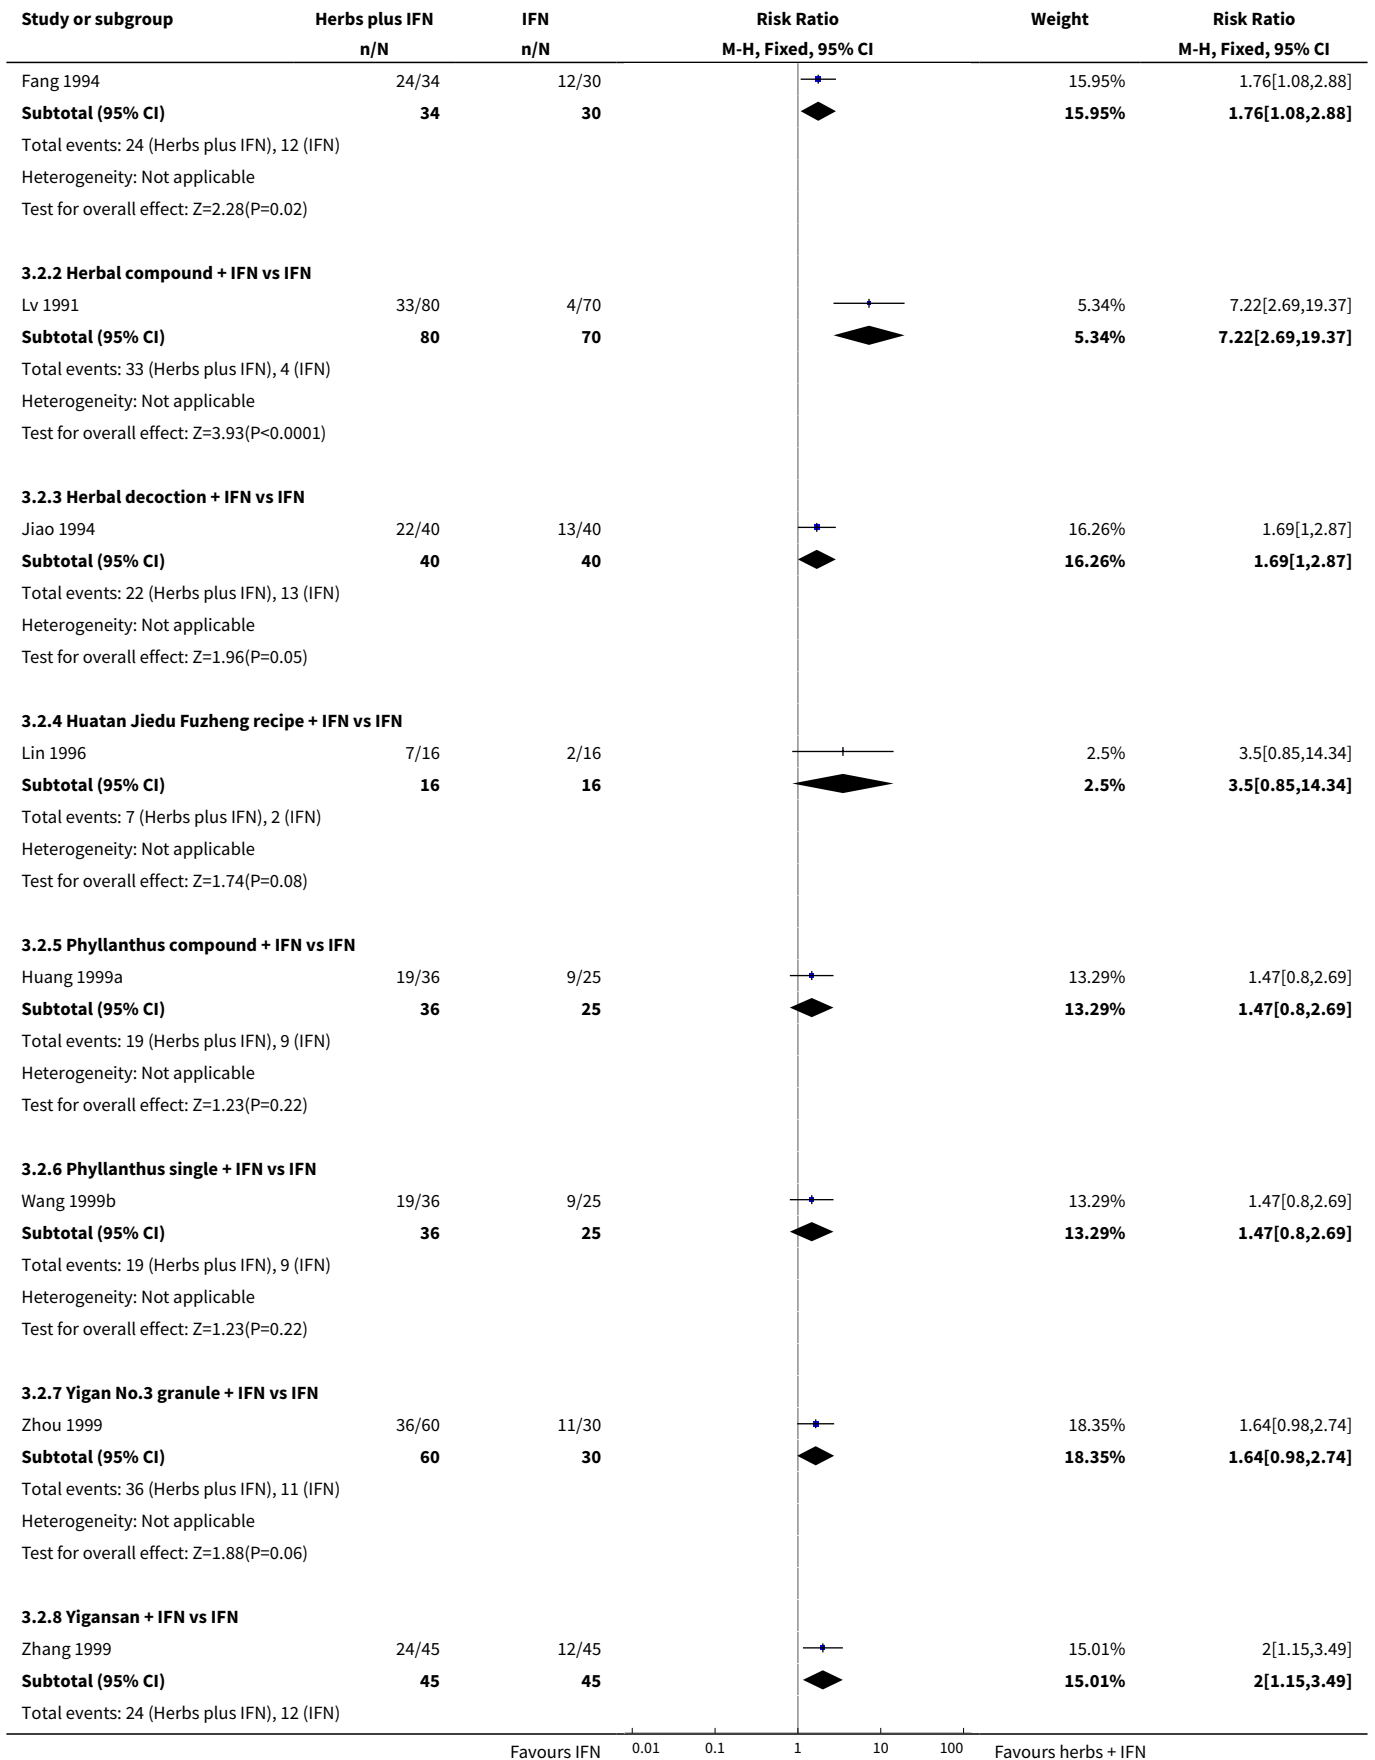 Study or subgroup Herbs plus IFN IFN Risk Ratio Weight Risk Ratio
n/N n/N M-H, Fixed, 95% CI M-H, Fixed, 95% CI
Fang 1994 24/34 12/30 15.95% 1.76[1.08,2.88]
Subtotal (95% CI) 34 30 15.95% 1.76[1.08,2.88]
Total events: 24 (Herbs plus IFN), 12 (IFN)
Heterogeneity: Not applicable
Test for overall effect: Z=2.28(P=0.02)
3.2.2 Herbal compound + IFN vs IFN
Lv 1991 33/80 4/70 5.34% 7.22[2.69,19.37]
Subtotal (95% CI) 80 70 5.34% 7.22[2.69,19.37]
Total events: 33 (Herbs plus IFN), 4 (IFN)
Heterogeneity: Not applicable
Test for overall effect: Z=3.93(P<0.0001)
3.2.3 Herbal decoction + IFN vs IFN
Jiao 1994 22/40 13/40 16.26% 1.69[1,2.87]
Subtotal (95% CI) 40 40 16.26% 1.69[1,2.87]
Total events: 22 (Herbs plus IFN), 13 (IFN)
Heterogeneity: Not applicable
Test for overall effect: Z=1.96(P=0.05)
3.2.4 Huatan Jiedu Fuzheng recipe + IFN vs IFN
Lin 1996 7/16 2/16 2.5% 3.5[0.85,14.34]
Subtotal (95% CI) 16 16 2.5% 3.5[0.85,14.34]
Total events: 7 (Herbs plus IFN), 2 (IFN)
Heterogeneity: Not applicable
Test for overall effect: Z=1.74(P=0.08)
3.2.5 Phyllanthus compound + IFN vs IFN
Huang 1999a 19/36 9/25 13.29% 1.47[0.8,2.69]
Subtotal (95% CI) 36 25 13.29% 1.47[0.8,2.69]
Total events: 19 (Herbs plus IFN), 9 (IFN)
Heterogeneity: Not applicable
Test for overall effect: Z=1.23(P=0.22)
3.2.6 Phyllanthus single + IFN vs IFN
Wang 1999b 19/36 9/25 13.29% 1.47[0.8,2.69]
Subtotal (95% CI) 36 25 13.29% 1.47[0.8,2.69]
Total events: 19 (Herbs plus IFN), 9 (IFN)
Heterogeneity: Not applicable
Test for overall effect: Z=1.23(P=0.22)
3.2.7 Yigan No.3 granule + IFN vs IFN
Zhou 1999 36/60 11/30 18.35% 1.64[0.98,2.74]
Subtotal (95% CI) 60 30 18.35% 1.64[0.98,2.74]
Total events: 36 (Herbs plus IFN), 11 (IFN)
Heterogeneity: Not applicable
Test for overall effect: Z=1.88(P=0.06)
3.2.8 Yigansan + IFN vs IFN
Zhang 1999 24/45 12/45 15.01% 2[1.15,3.49]
Subtotal (95% CI) 45 45 15.01% 2[1.15,3.49]
Total events: 24 (Herbs plus IFN), 12 (IFN)
Favours IFN 0.01 0.1 1 10 100 Favours herbs + IFN